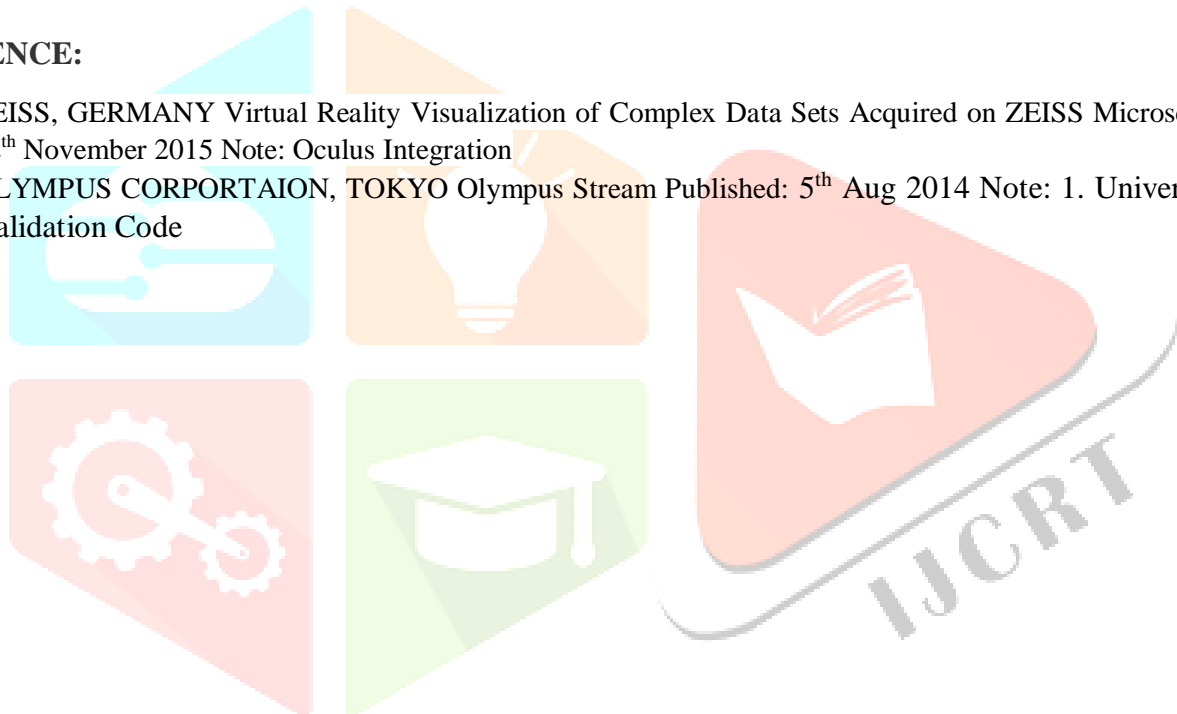 ENCE:
EISS, GERMANY Virtual Reality Visualization of Complex Data Sets Acquired on ZEISS Microsc
th November 2015 Note: Oculus Integration
LYMPUS CORPORTAION, TOKYO Olympus Stream Published: 5th Aug 2014 Note: 1. Univer
alidation Code
IJCRT